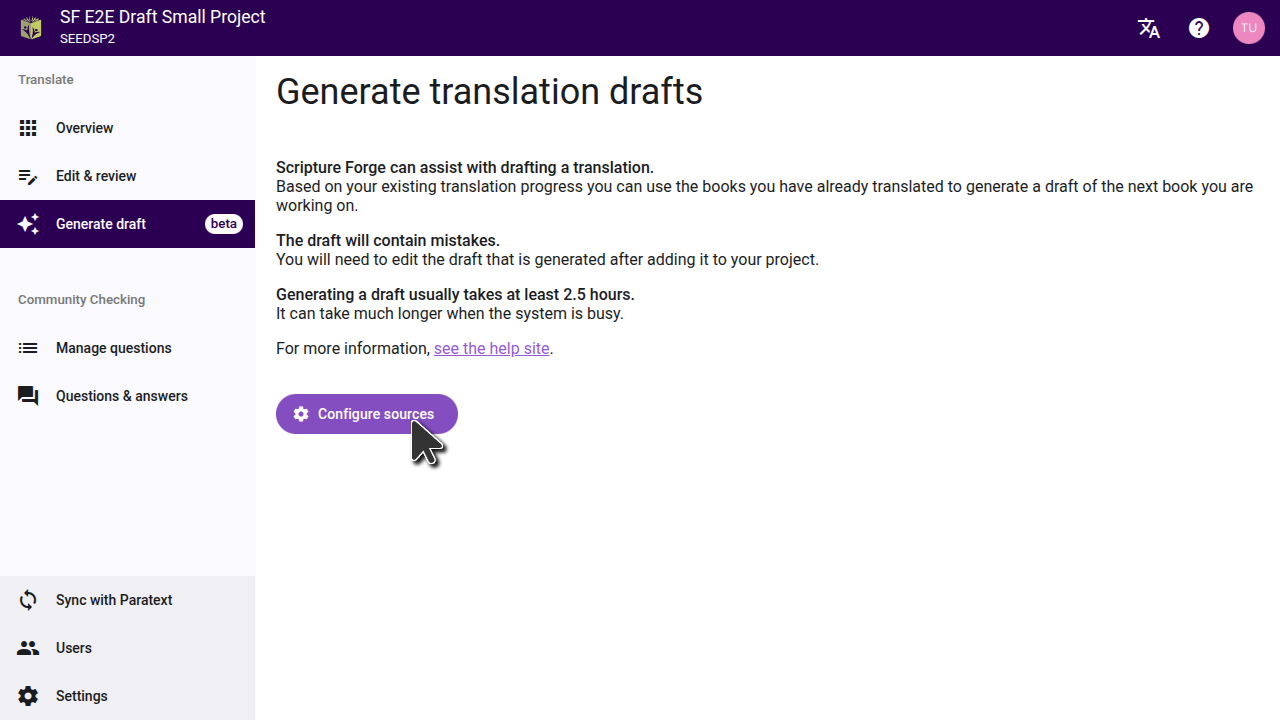 SF E2E Draft Small Project
SEEDSP2
TU
Translate
Overview
Edit & review
Generate draft
beta
Community Checking
Manage questions
Questions & answers
Sync with Paratext
Users
Settings
Generate translation drafts
Scripture Forge can assist with drafting a translation.
Based on your existing translation progress you can use the books you have already translated to generate a draft of the next book you are
working on.
The draft will contain mistakes.
You will need to edit the draft that is generated after adding it to your project.
Generating a draft usually takes at least 2.5 hours.
It can take much longer when the system is busy.
For more information, see the help site.
Configure sources